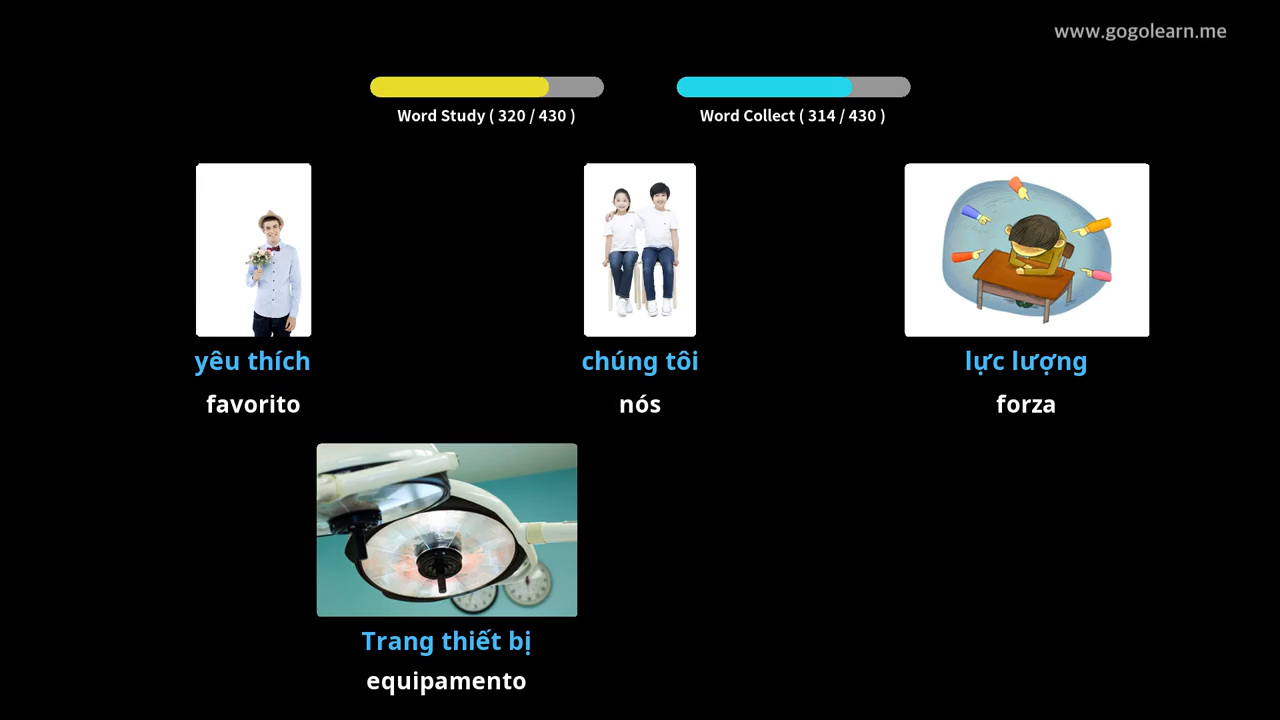 www.gogolearn.me
Word Study ( 320 / 430 )
Word Collect ( 314 / 430 )
yêu thích
favorito
chúng tôi
nós
lực lượng
forza
Trang thiết bị
equipamento